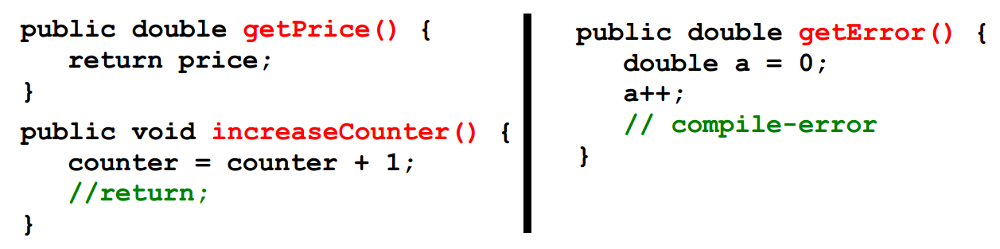 public double getPrice() {
return price;
}
public void increaseCounter() {
counter = counter + 1;
//return;
}
public double getError() {
double a = 0;
a++;
// compile-error
}